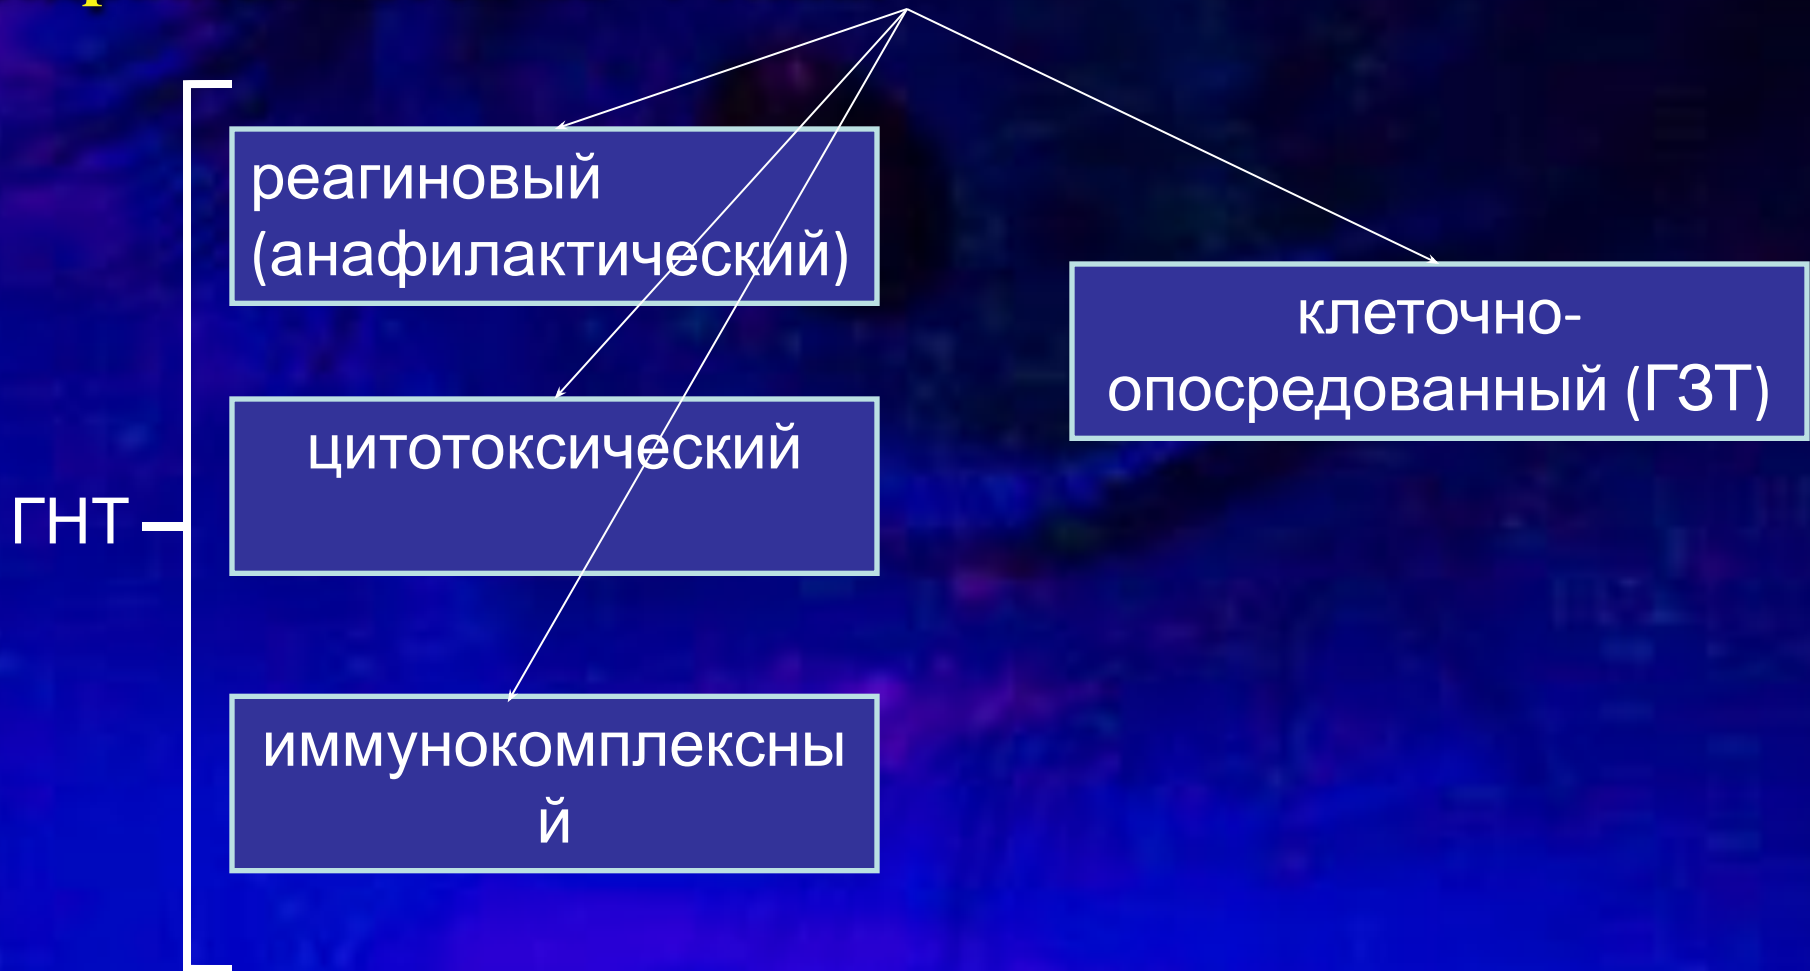 реагиновый
(анафилактический)
клеточно-
опосредованный (ГЗТ)
цитотоксический
ГНТ
иммунокомплексны
й